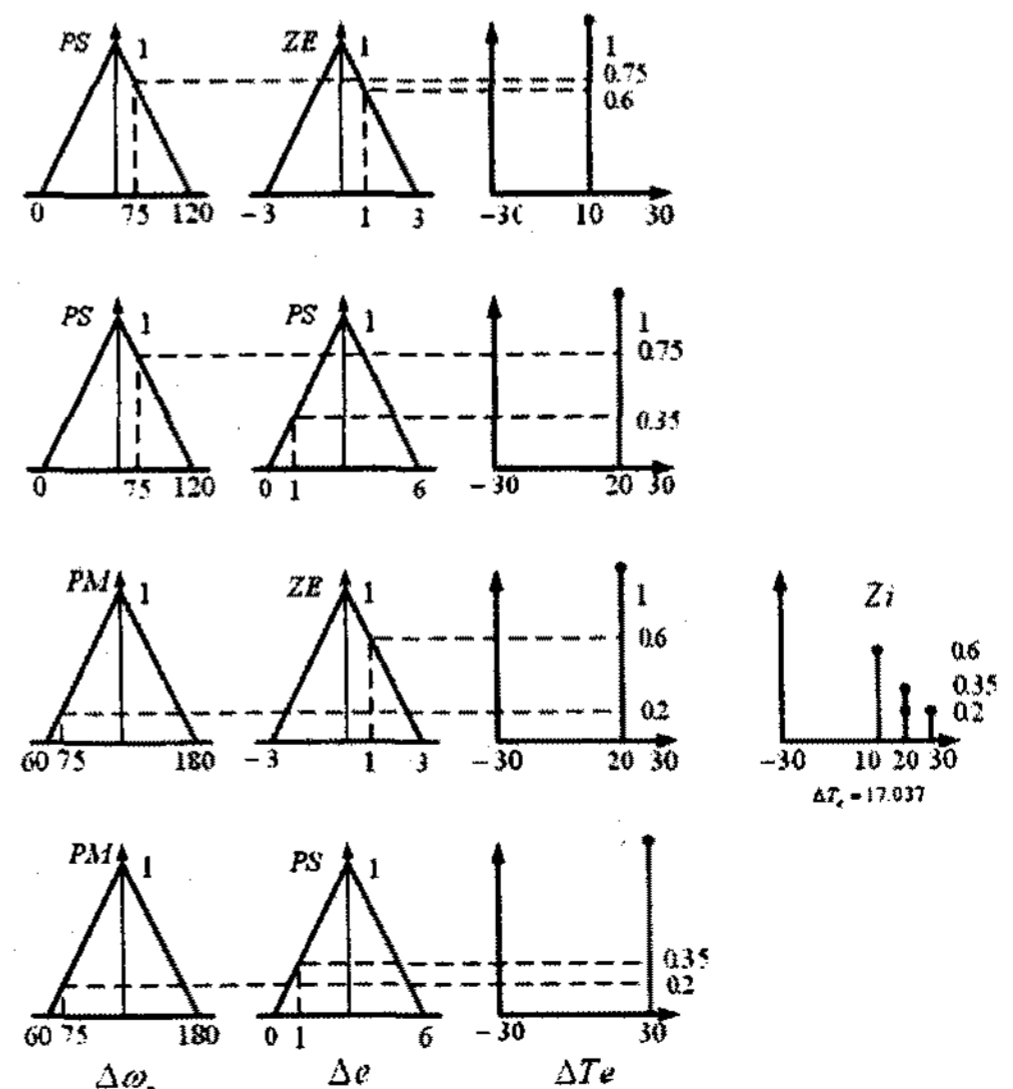 PS 1 ZE 1 1
0.75
0.6
0 75 120 −3 1 3 −30 10 30
PS 1 PS 1 1
0.75
0.35
0 75 120 0 1 6 −30 20 30
PM 1 ZE 1 1 Zi
0.6 0.6
0.35
0.2 0.2
60 75 180 −3 1 3 −30 20 30 −30 10 20 30
ΔTe = 17.037
PM 1 PS 1
0.35
0.2
60 75 180 0 1 6 −30 30
Δω Δe ΔTe